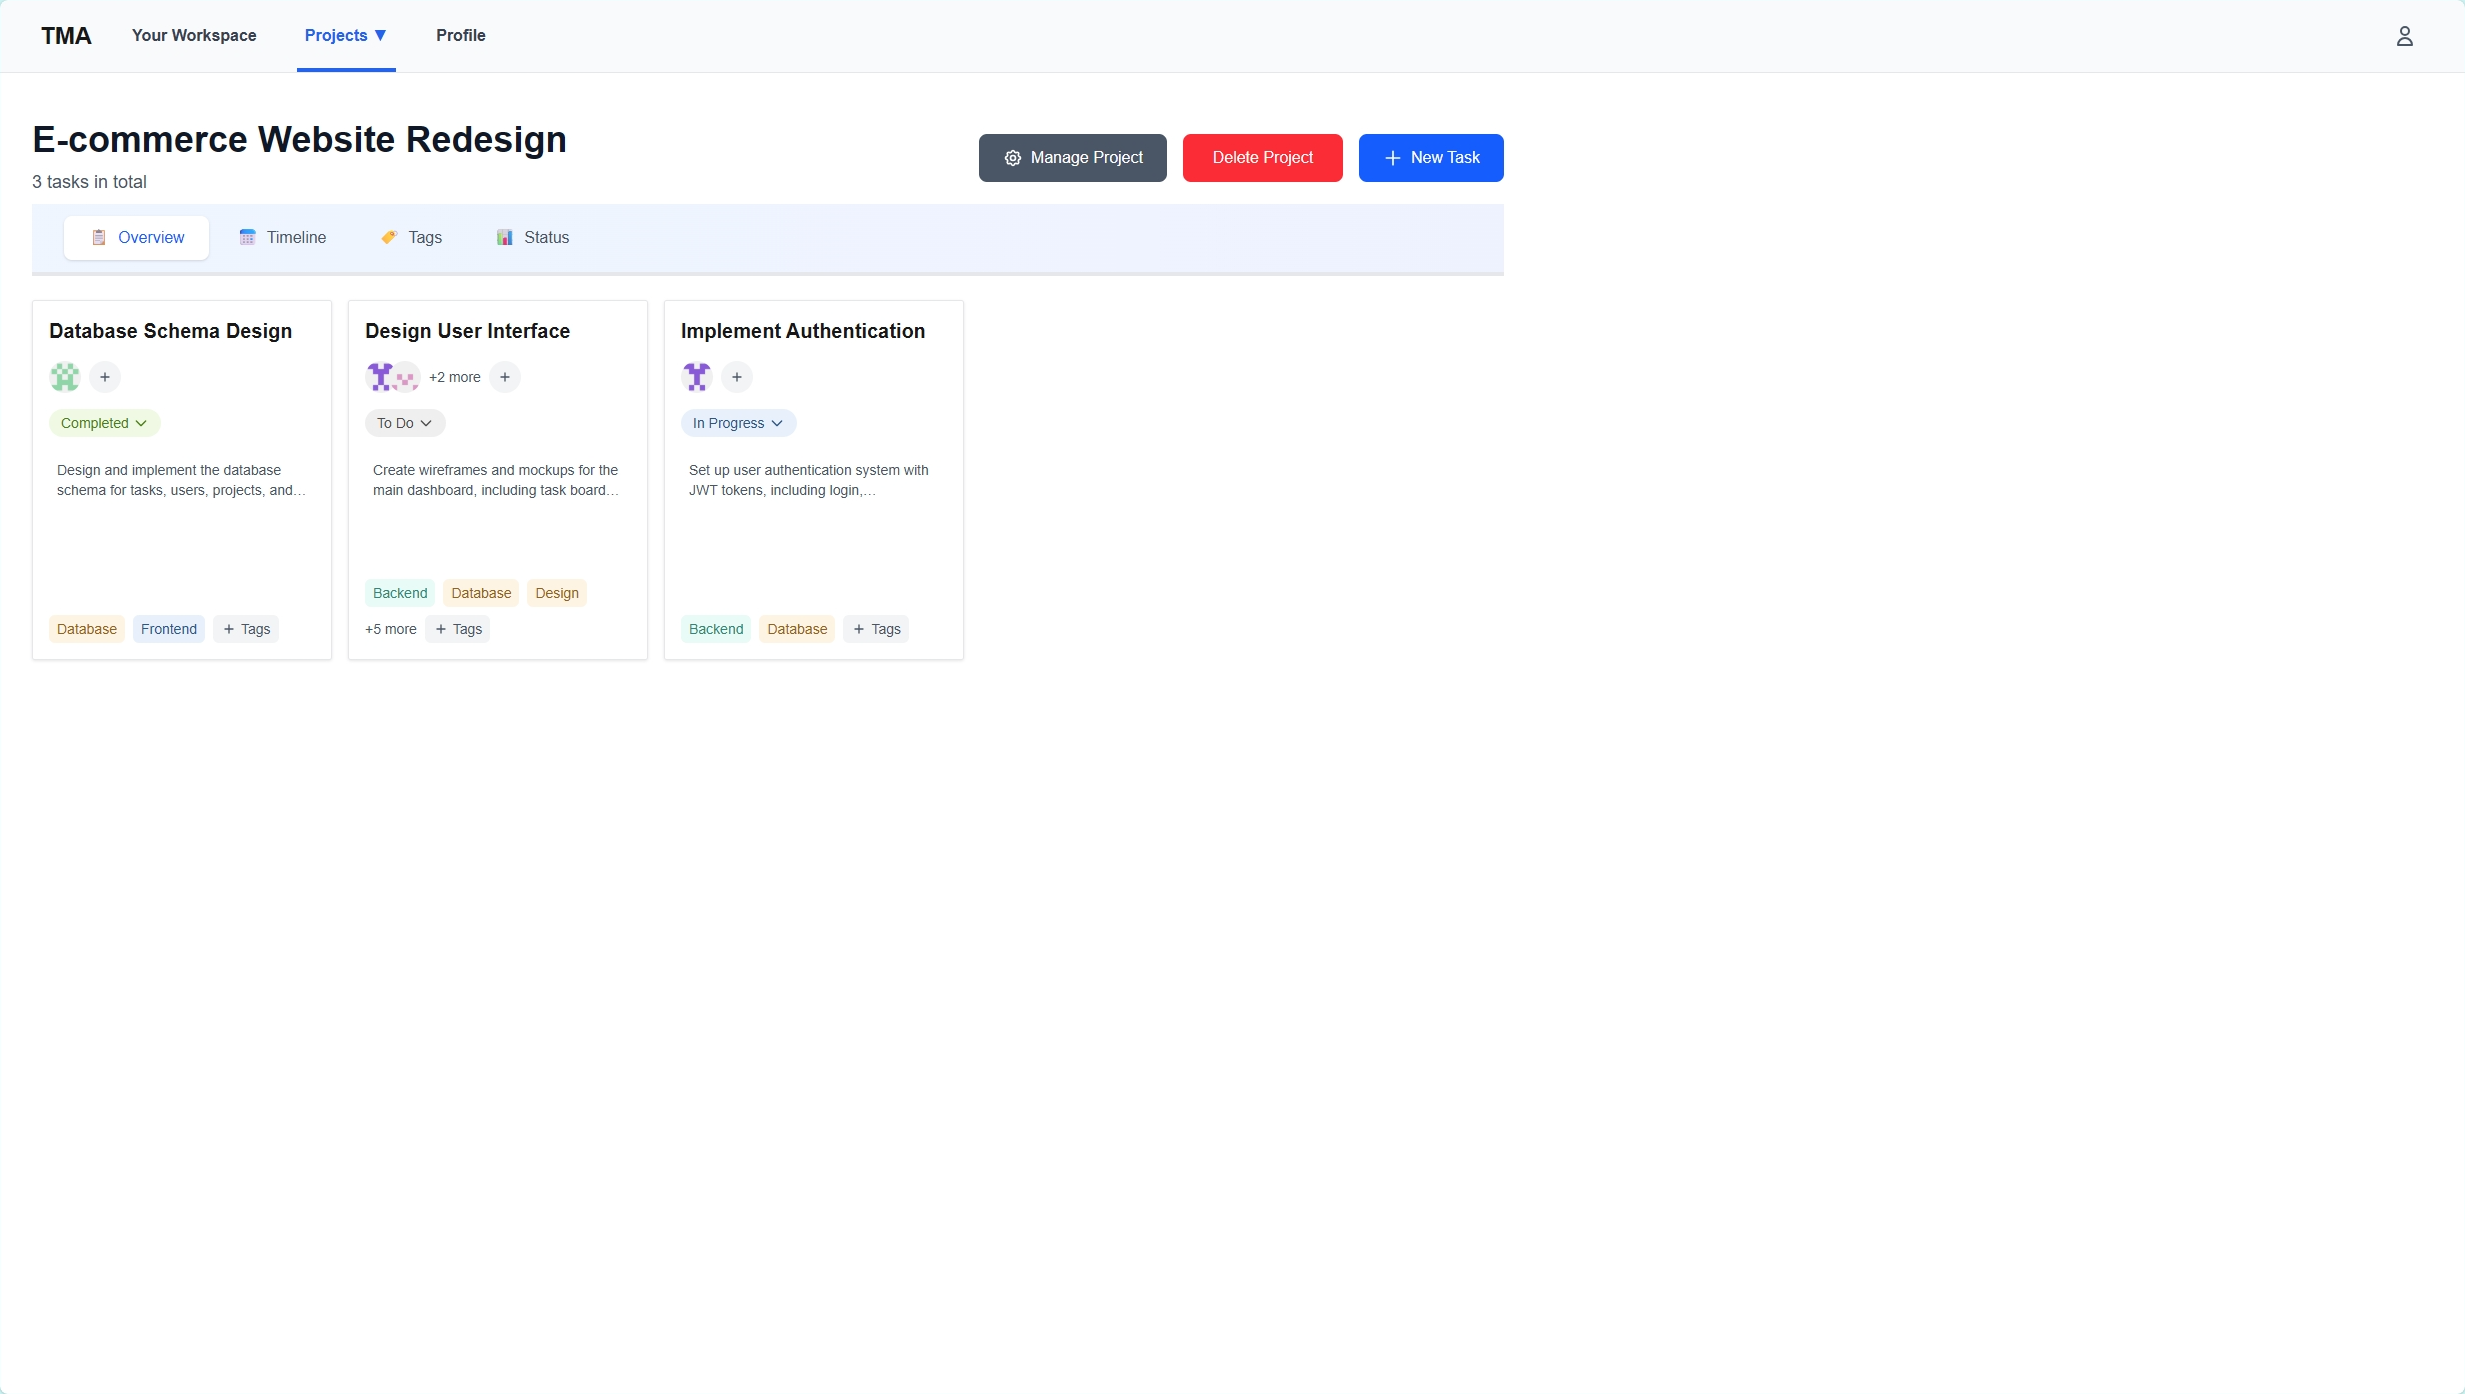 TMA
Your Workspace
Projects ▼
Profile
E-commerce Website Redesign
3 tasks in total
Manage Project
Delete Project
+ New Task
Overview
Timeline
Tags
Status
Database Schema Design
+
Completed
Design and implement the database
schema for tasks, users, projects, and…
Database Frontend + Tags
Design User Interface
+2 more +
To Do
Create wireframes and mockups for the
main dashboard, including task board…
Backend Database Design
+5 more + Tags
Implement Authentication
+
In Progress
Set up user authentication system with
JWT tokens, including login,…
Backend Database + Tags